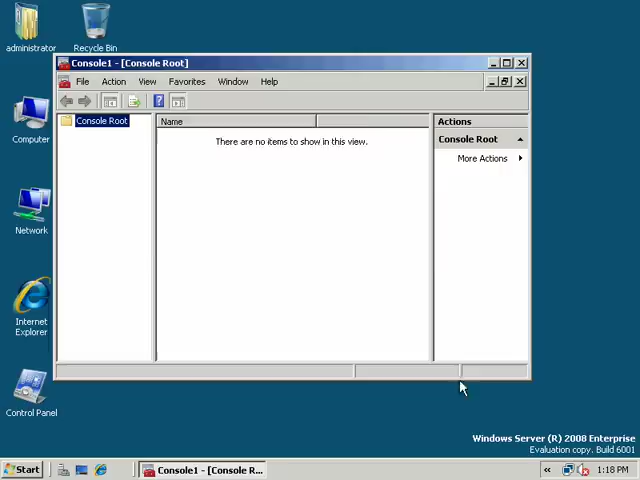 administrator
Recycle Bin
Console1 - [Console Root]
File Action View Favorites Window Help
Console Root
Name
There are no items to show in this view.
Actions
Console Root
More Actions
Computer
Network
Internet
Explorer
Control Panel
Windows Server (R) 2008 Enterprise
Evaluation copy. Build 6001
Start
Console1 - [Console R...
1:18 PM